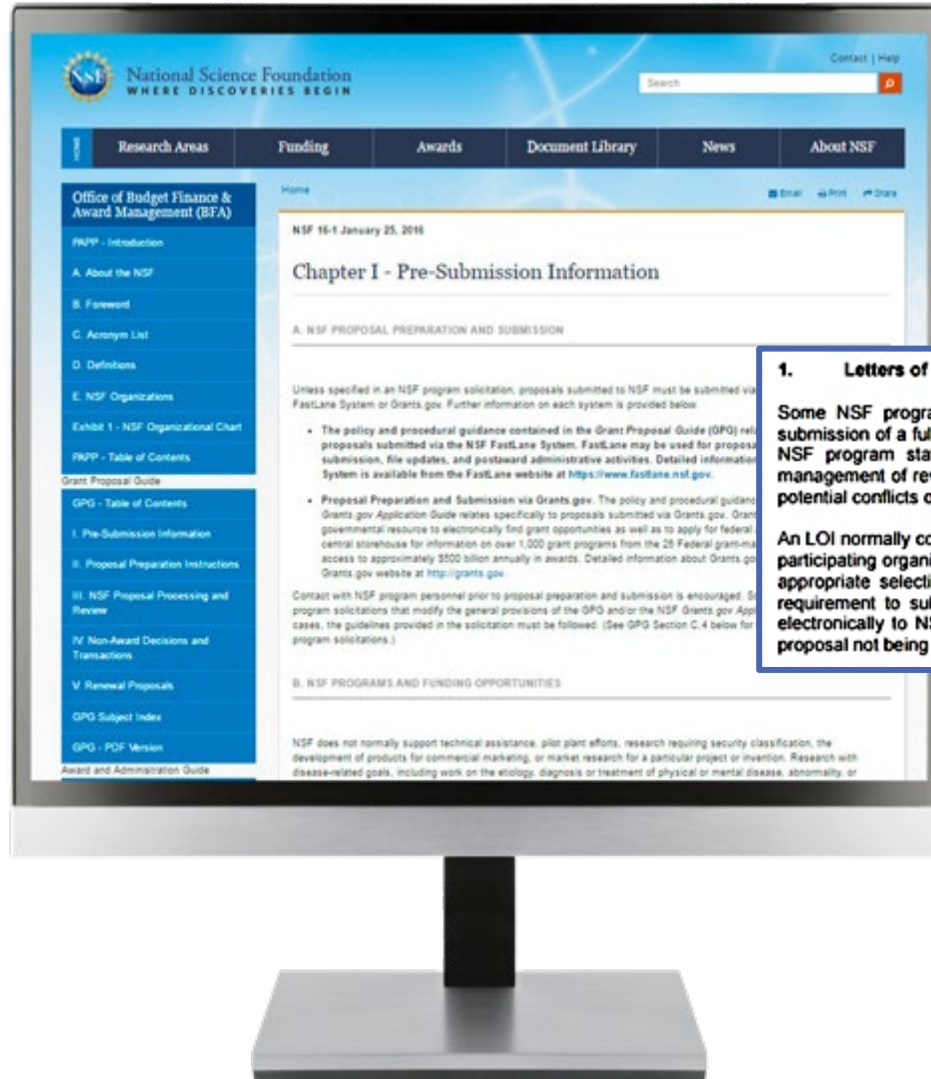 National Science Foundation
WHERE DISCOVERIES BEGIN
Contact | Help
Search
HOME
Research Areas
Funding
Awards
Document Library
News
About NSF
Office of Budget Finance &
Award Management (BFA)
PAPP - Introduction
A. About the NSF
B. Foreword
C. Acronym List
D. Definitions
E. NSF Organizations
Exhibit 1 - NSF Organizational Chart
PAPP - Table of Contents
Grant Proposal Guide
GPG - Table of Contents
I. Pre-Submission Information
II. Proposal Preparation Instructions
III. NSF Proposal Processing and
Review
IV. Non-Award Decisions and
Transactions
V. Renewal Proposals
GPG Subject Index
GPG - PDF Version
Award and Administration Guide
Home
Email Print Share
NSF 16-1 January 25, 2016
Chapter I - Pre-Submission Information
A. NSF PROPOSAL PREPARATION AND SUBMISSION
Unless specified in an NSF program solicitation, proposals submitted to NSF must be submitted via
FastLane System or Grants.gov. Further information on each system is provided below
• The policy and procedural guidance contained in the Grant Proposal Guide (GPG)
proposals submitted via the NSF FastLane System. FastLane may be used for
submission, file updates, and postaward administrative activities. Detailed information
System is available from the FastLane website at https://www.fastlane.nsf.gov.
• Proposal Preparation and Submission via Grants.gov. The policy and procedural
Grants.gov Application Guide relates specifically to proposals submitted via Grants.gov.
governmental resource to electronically find grant opportunities as well as to apply for federal
central storehouse for information on over 1,000 grant programs from the 26 Federal
access to approximately $500 billion annually in awards. Detailed information about
Grants.gov website at http://grants.gov.
Contact with NSF program personnel prior to proposal preparation and submission is encouraged.
program solicitations that modify the general provisions of the GPG and/or the NSF Grants.gov
cases, the guidelines provided in the solicitation must be followed. (See GPG Section C.4 below for
program solicitations.)
B. NSF PROGRAMS AND FUNDING OPPORTUNITIES
NSF does not normally support technical assistance, pilot plant efforts, research requiring security classification, the
development of products for commercial marketing, or market research for a particular project or invention. Research with
disease-related goals, including work on the etiology, diagnosis or treatment of physical or mental disease, abnormality, or
1. Letters of
Some NSF
submission of a
NSF program
management of
potential conflicts
An LOI normally
participating
appropriate
requirement to
electronically to
proposal not being